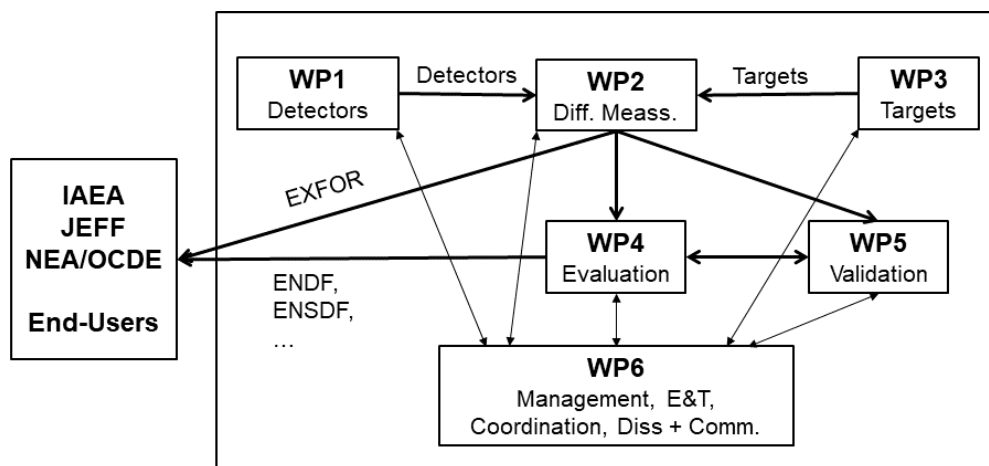 WP1
Detectors
Detectors
WP2
Diff. Meass.
Targets
WP3
Targets
IAEA
JEFF
NEA/OCDE
End-Users
EXFOR
WP4
Evaluation
WP5
Validation
ENDF,
ENSDF,
…
WP6
Management, E&T,
Coordination, Diss + Comm.